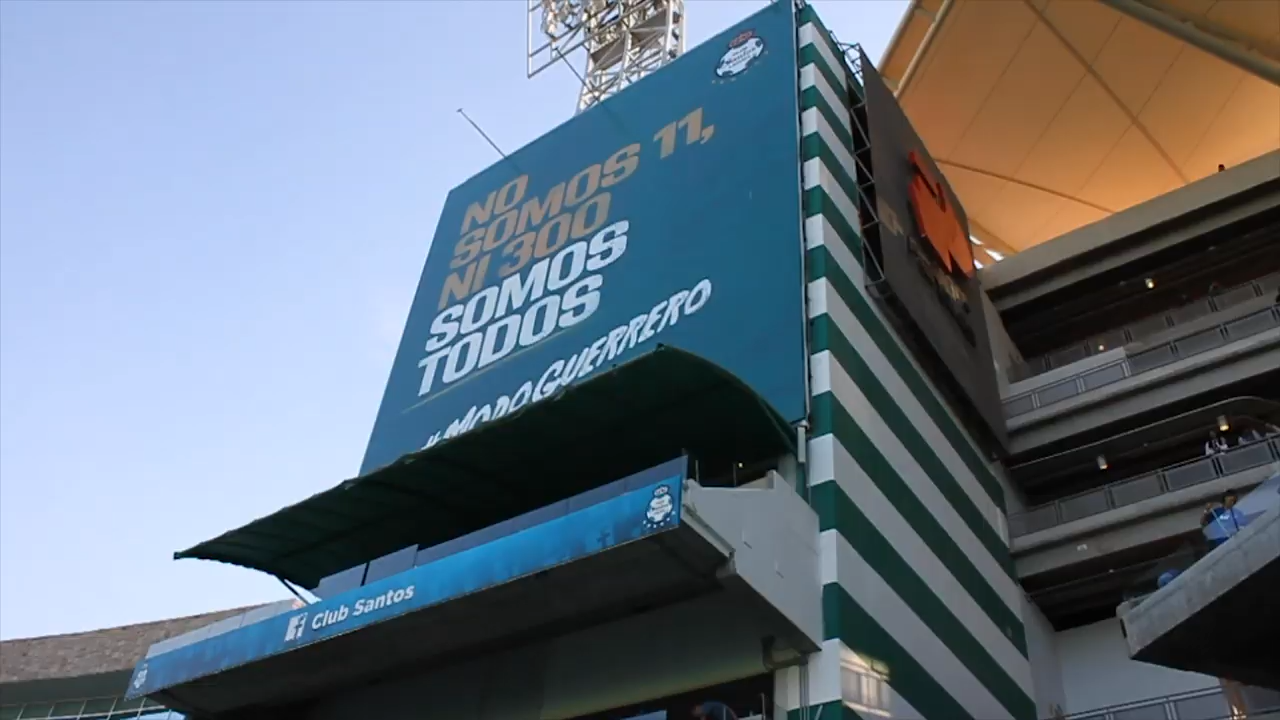 NO
SOMOS 11,
NI 300
SOMOS
TODOS
#MODOGUERRERO
Club Santos